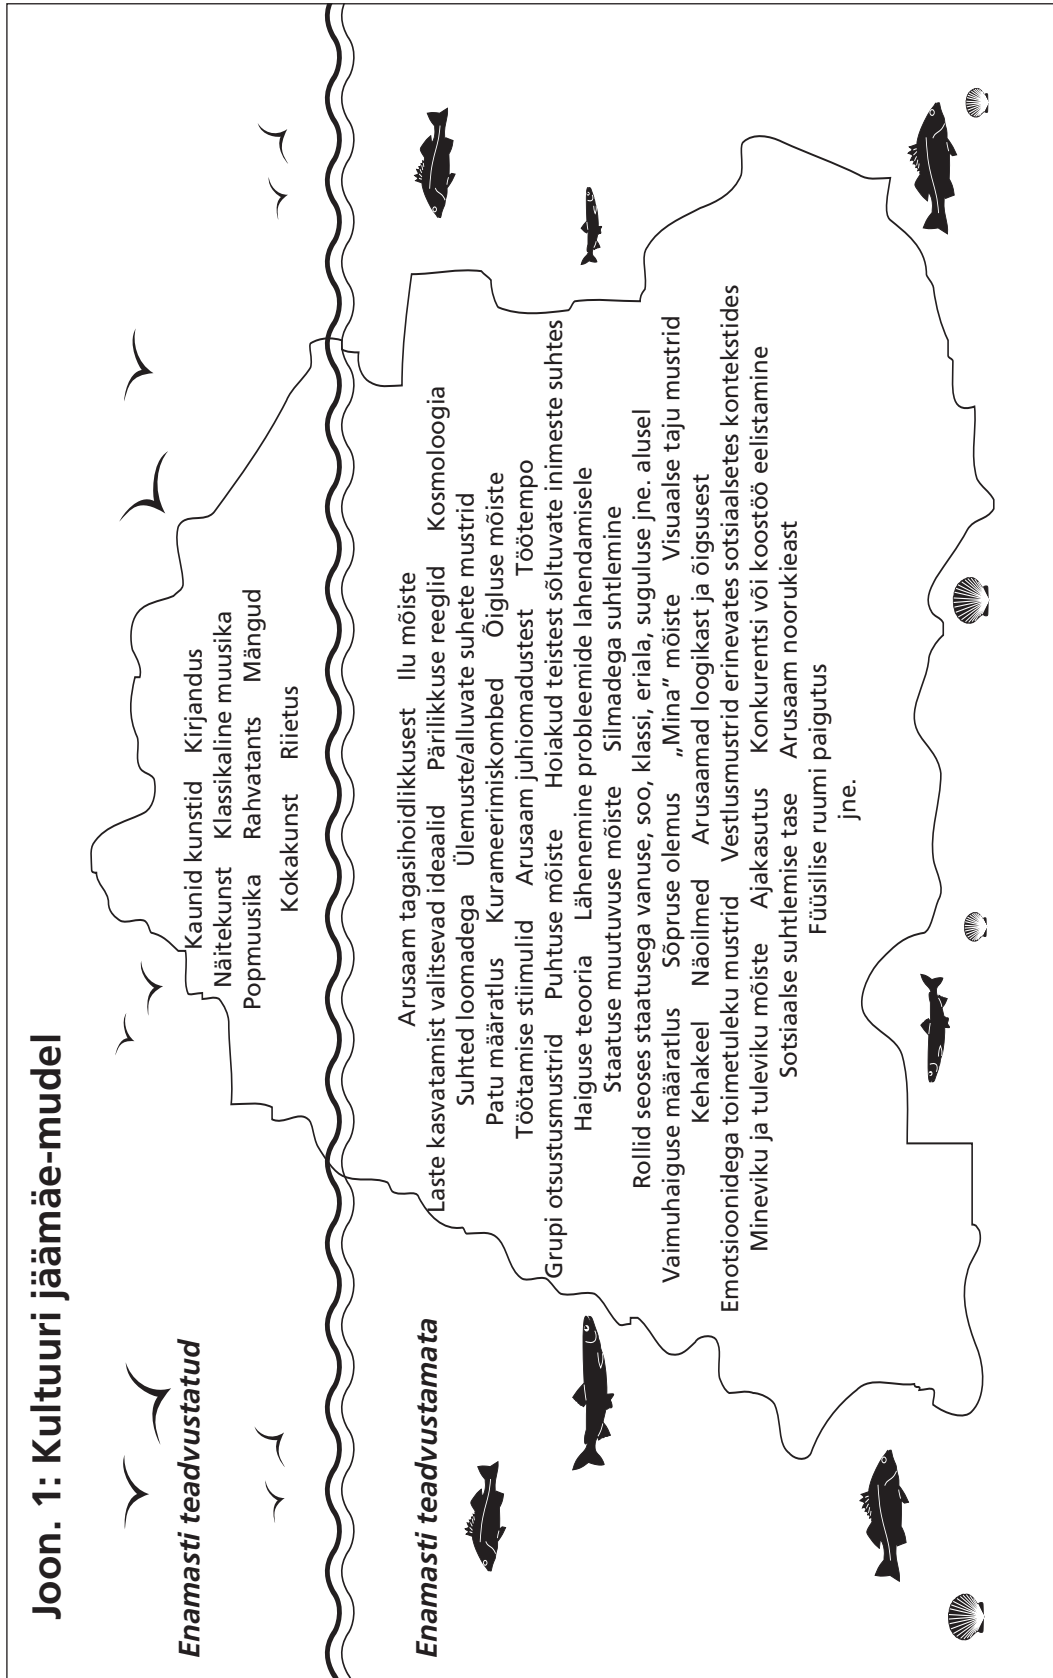 Joon. 1: Kultuuri jäämäe-mudel
Enamasti teadvustatud
Kaunid kunstid Kirjandus
Näitekunst Klassikaline muusika
Popmuusika Rahvatants Mängud
Kokakunst Riietus
Enamasti teadvustamata
Arusaam tagasihoidlikkusest Ilu mõiste
Laste kasvatamist valitsevad ideaalid Pärilikkuse reeglid Kosmoloogia
Suhted loomadega Ülemuste/alluvate suhete mustrid
Patu määratlus Kurameerimiskombed Õigluse mõiste
Töötamise stiimulid Arusaam juhiomadustest Töötempo
Grupi otsustusmustrid Puhtuse mõiste Hoiakud teistest sõltuvate inimeste suhtes
Haiguse teooria Lähenemine probleemide lahendamisele
Staatuse muutuvuse mõiste Silmadega suhtlemine
Rollid seoses staatusega vanuse, soo, klassi, eriala, suguluse jne. alusel
Vaimuhaiguse määratlus Sõpruse olemus „Mina” mõiste Visuaalse taju mustrid
Kehakeel Näoilmed Arusaamad loogikast ja õigsusest
Emotsioonidega toimetuleku mustrid Vestlusmustrid erinevates sotsiaalsetes kontekstides
Mineviku ja tuleviku mõiste Ajakasutus Konkurentsi või koostöö eelistamine
Sotsiaalse suhtlemise tase Arusaam noorukieast
Füüsilise ruumi paigutus
jne.